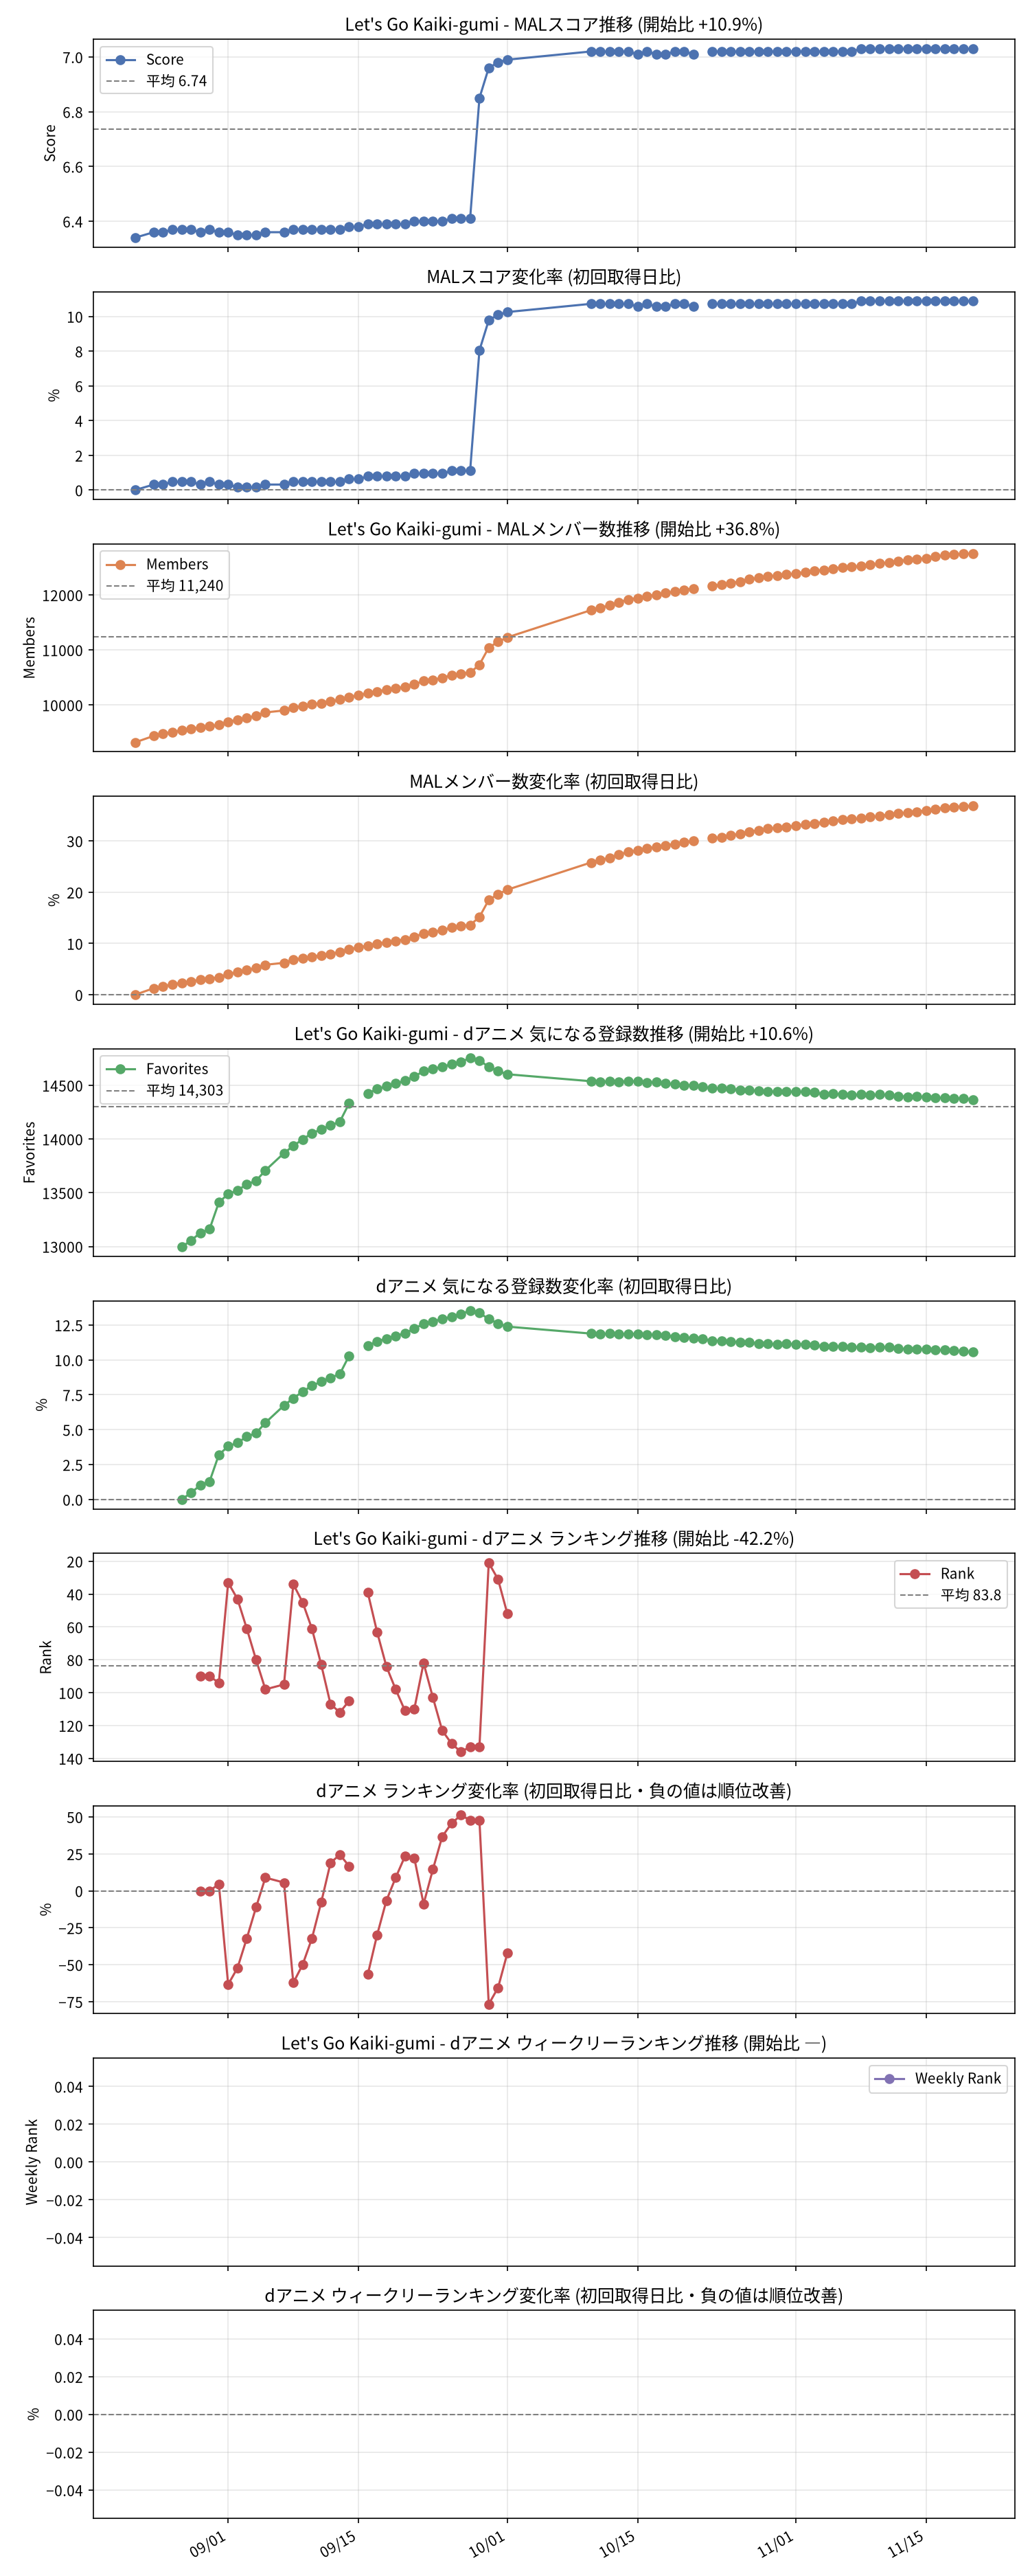 Let's Go Kaiki-gumi - MALスコア推移 (開始比 +10.9%)
Score
平均 6.74
7.0
6.8
6.6
6.4
Score
MALスコア変化率 (初回取得日比)
10
8
6
4
2
0
%
Let's Go Kaiki-gumi - MALメンバー数推移 (開始比 +36.8%)
Members
平均 11,240
12000
11000
10000
Members
MALメンバー数変化率 (初回取得日比)
30
20
10
0
%
Let's Go Kaiki-gumi - dアニメ 気になる登録数推移 (開始比 +10.6%)
Favorites
平均 14,303
14500
14000
13500
13000
Favorites
dアニメ 気になる登録数変化率 (初回取得日比)
12.5
10.0
7.5
5.0
2.5
0.0
%
Let's Go Kaiki-gumi - dアニメ ランキング推移 (開始比 -42.2%)
Rank
平均 83.8
20
40
60
80
100
120
140
Rank
dアニメ ランキング変化率 (初回取得日比・負の値は順位改善)
50
25
0
−25
−50
−75
%
Let's Go Kaiki-gumi - dアニメ ウィークリーランキング推移 (開始比 —)
Weekly Rank
0.04
0.02
0.00
−0.02
−0.04
Weekly Rank
dアニメ ウィークリーランキング変化率 (初回取得日比・負の値は順位改善)
0.04
0.02
0.00
−0.02
−0.04
%
09/01
09/15
10/01
10/15
11/01
11/15